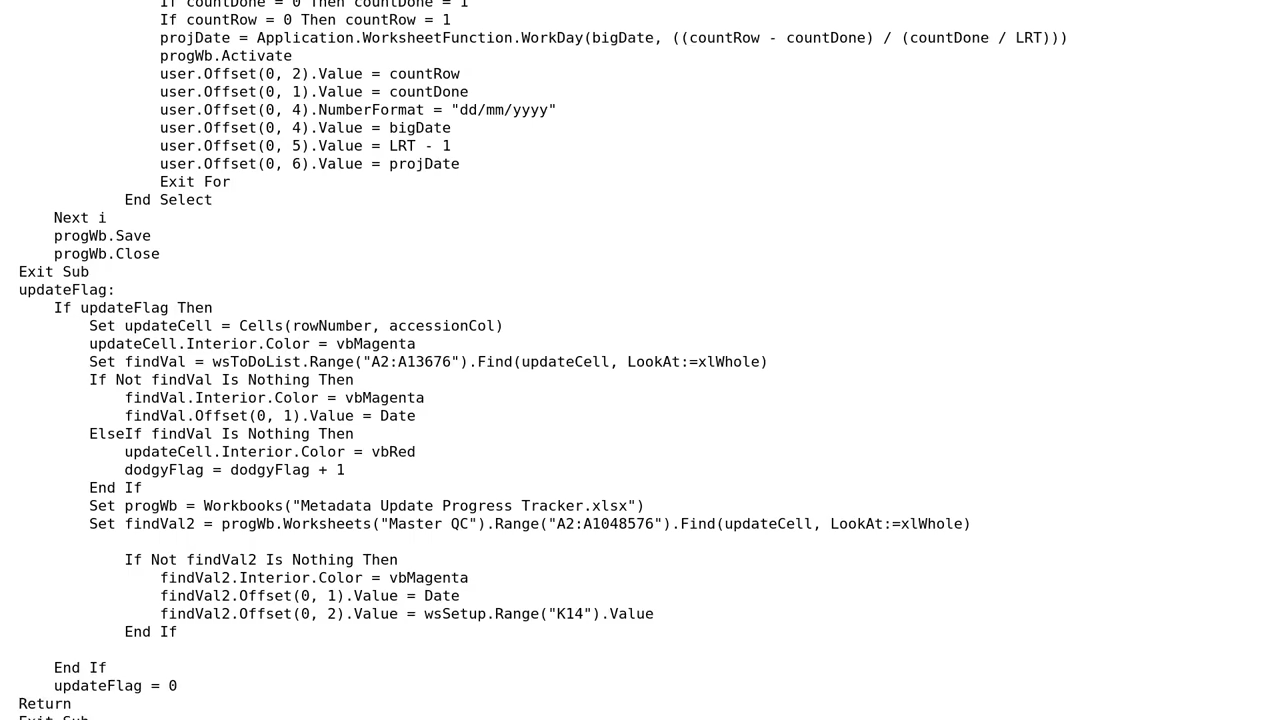 If countDone = 0 Then countDone = 1
If countRow = 0 Then countRow = 1
projDate = Application.WorksheetFunction.WorkDay(bigDate, ((countRow - countDone) / (countDone / LRT)))
progWb.Activate
user.Offset(0, 2).Value = countRow
user.Offset(0, 1).Value = countDone
user.Offset(0, 4).NumberFormat = "dd/mm/yyyy"
user.Offset(0, 4).Value = bigDate
user.Offset(0, 5).Value = LRT - 1
user.Offset(0, 6).Value = projDate
Exit For
End Select
Next i
progWb.Save
progWb.Close
Exit Sub
updateFlag:
If updateFlag Then
Set updateCell = Cells(rowNumber, accessionCol)
updateCell.Interior.Color = vbMagenta
Set findVal = wsToDoList.Range("A2:A13676").Find(updateCell, LookAt:=xlWhole)
If Not findVal Is Nothing Then
findVal.Interior.Color = vbMagenta
findVal.Offset(0, 1).Value = Date
ElseIf findVal Is Nothing Then
updateCell.Interior.Color = vbRed
dodgyFlag = dodgyFlag + 1
End If
Set progWb = Workbooks("Metadata Update Progress Tracker.xlsx")
Set findVal2 = progWb.Worksheets("Master QC").Range("A2:A1048576").Find(updateCell, LookAt:=xlWhole)
If Not findVal2 Is Nothing Then
findVal2.Interior.Color = vbMagenta
findVal2.Offset(0, 1).Value = Date
findVal2.Offset(0, 2).Value = wsSetup.Range("K14").Value
End If
End If
updateFlag = 0
Return
Exit Sub